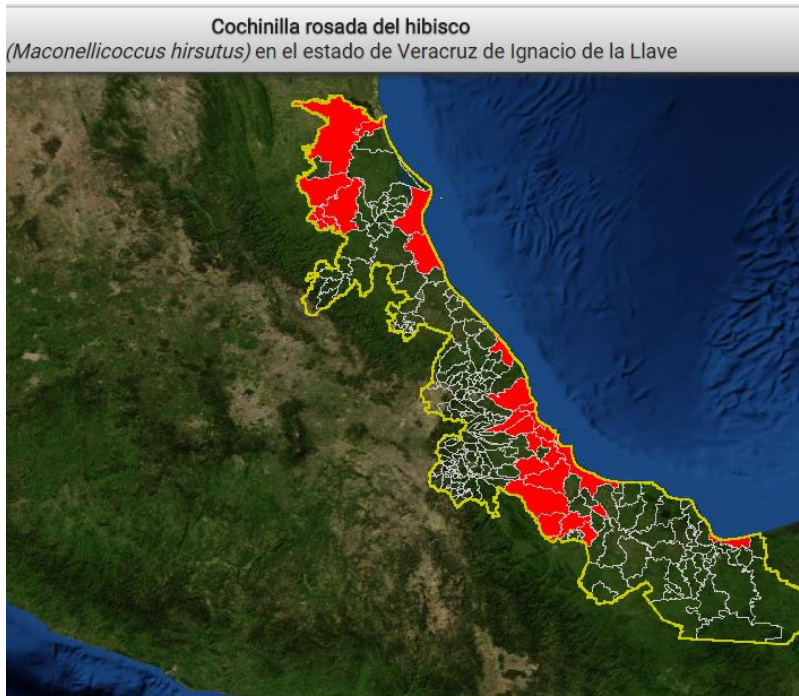 Cochinilla rosada del hibisco
(Maconellicoccus hirsutus) en el estado de Veracruz de Ignacio de la Llave